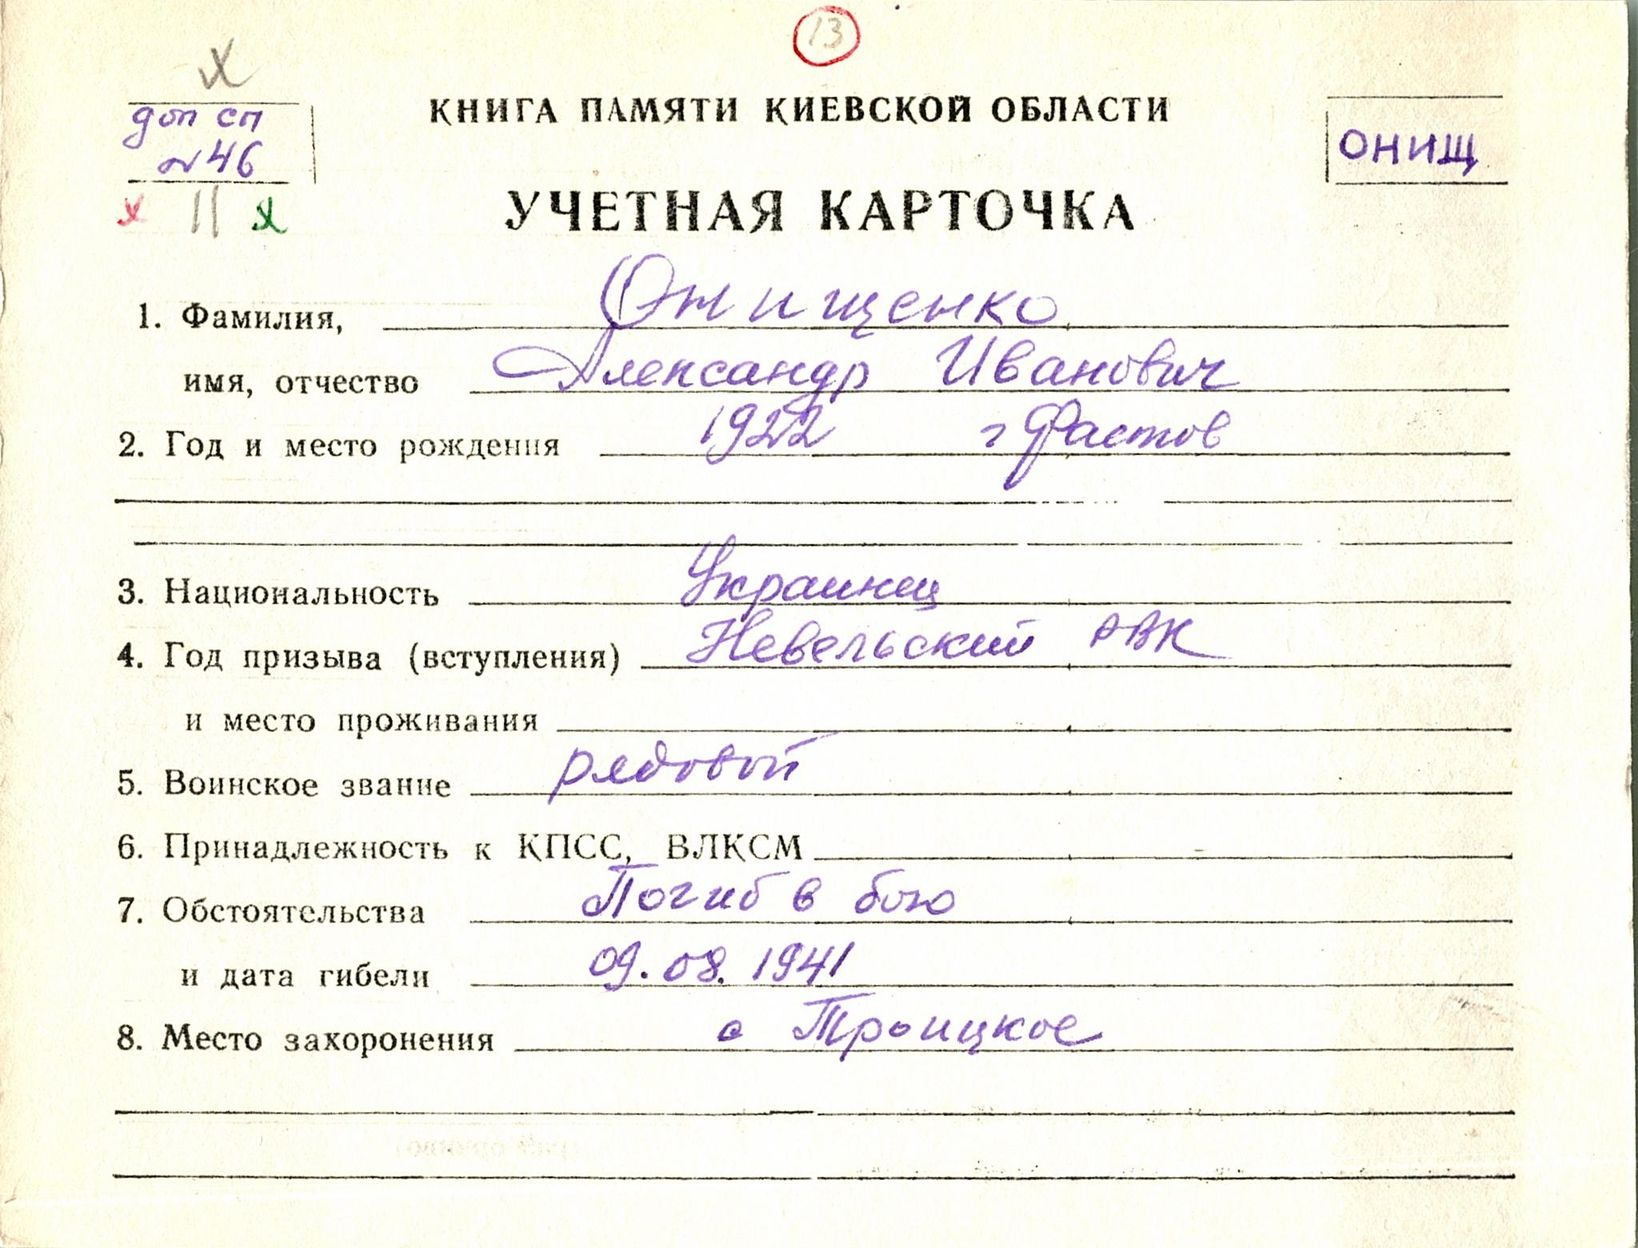 13
х
доп сп
№46
х || х
КНИГА ПАМЯТИ КИЕВСКОЙ ОБЛАСТИ
ОНИЩ
УЧЕТНАЯ КАРТОЧКА
1. Фамилия, Онищенко
имя, отчество Александр Иванович
2. Год и место рождения 1922 г Фастов
3. Национальность Украинец
4. Год призыва (вступления) Невельский РВК
и место проживания
5. Воинское звание рядовой
6. Принадлежность к КПСС, ВЛКСМ -
7. Обстоятельства Погиб в бою
и дата гибели 09.08.1941
8. Место захоронения с Троицкое